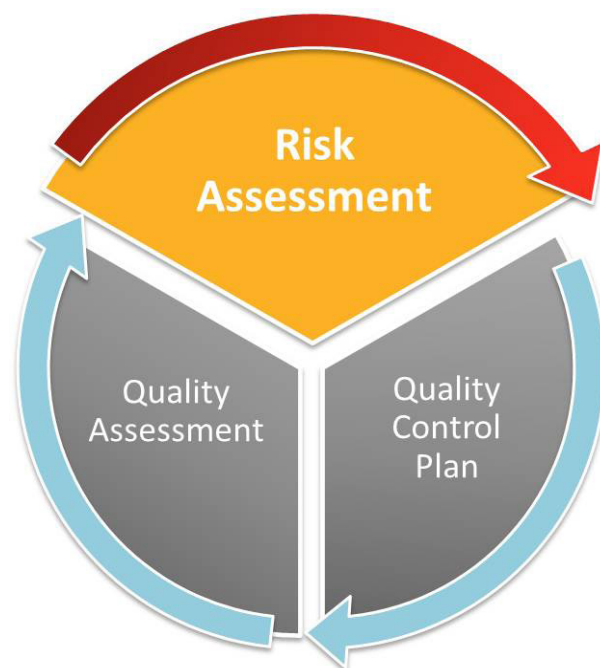 Risk
Assessment
Quality
Assessment
Quality
Control
Plan